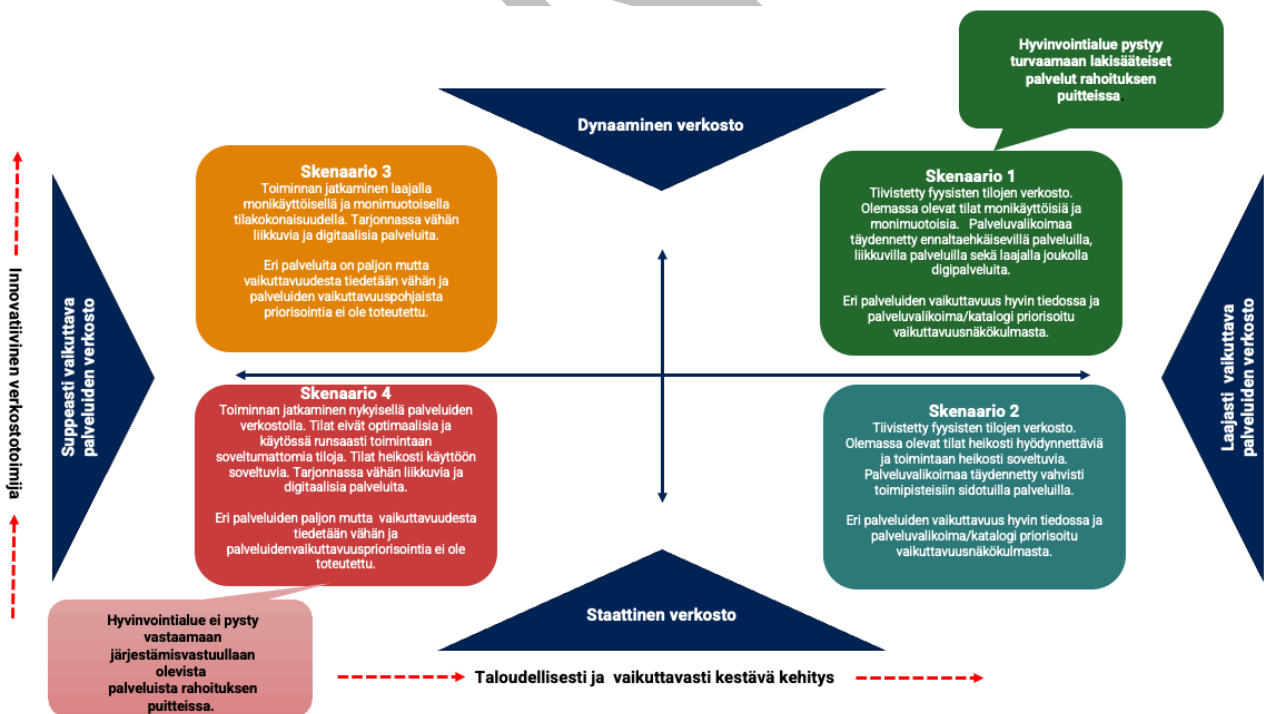 Hyvinvointialue pystyy
turvaamaan lakisääteiset
palvelut rahoituksen
puitteissa.
Dynaaminen verkosto
Skenaario 3
Toiminnan jatkaminen laajalla
monikäyttöisellä ja monimuotoisella
tilakokonaisuudella. Tarjonnassa vähän
liikkuvia ja digitaalisia palveluita.
Eri palveluita on paljon mutta
vaikuttavuudesta tiedetään vähän ja
palveluiden vaikuttavuuspohjaista
priorisointia ei ole toteutettu.
Skenaario 1
Tiivistetty fyysisten tilojen verkosto.
Olemassa olevat tilat monikäyttöisiä ja
monimuotoisia. Palveluvalikoimaa
täydennetty ennaltaehkäisevillä palveluilla,
liikkuvilla palveluilla sekä laajalla joukolla
digipalveluita.
Eri palveluiden vaikuttavuus hyvin tiedossa ja
palveluvalikoima/katalogi priorisoitu
vaikuttavuusnäkökulmasta.
Innovatiivinen verkostotoimija
Suppeasti vaikuttava
palveluiden verkosto
Laajasti vaikuttava
palveluiden verkosto
Skenaario 4
Toiminnan jatkaminen nykyisellä palveluiden
verkostolla. Tilat eivät optimaalisia ja
käytössä runsaasti toimintaan
soveltumattomia tiloja. Tilat heikosti käyttöön
soveltuvia. Tarjonnassa vähän liikkuvia ja
digitaalisia palveluita.
Eri palveluiden paljon mutta vaikuttavuudesta
tiedetään vähän ja
palveluidenvaikuttavuuspriorisointia ei ole
toteutettu.
Skenaario 2
Tiivistetty fyysisten tilojen verkosto.
Olemassa olevat tilat heikosti hyödynnettäviä
ja toimintaan heikosti soveltuvia.
Palveluvalikoimaa täydennetty vahvisti
toimipisteisiin sidotuilla palveluilla.
Eri palveluiden vaikuttavuus hyvin tiedossa ja
palveluvalikoima/katalogi priorisoitu
vaikuttavuusnäkökulmasta.
Staattinen verkosto
Hyvinvointialue ei pysty
vastaamaan
järjestämisvastuullaan
olevista
palveluista rahoituksen
puitteissa.
Taloudellisesti ja vaikuttavasti kestävä kehitys